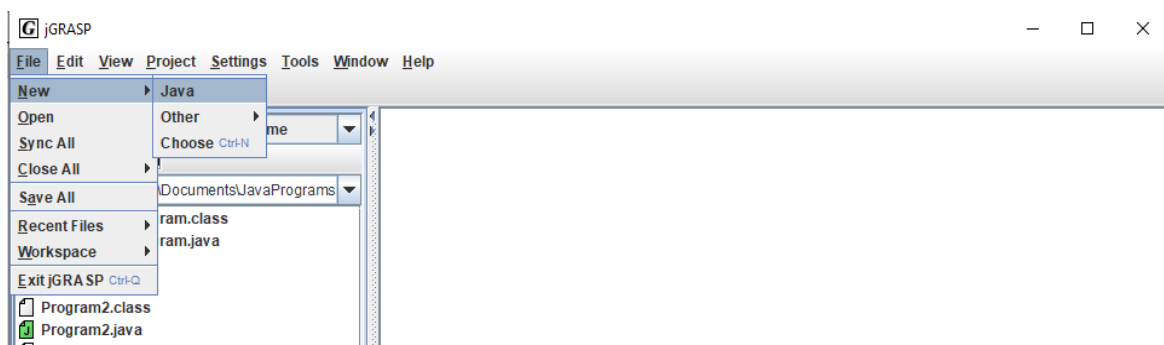 G jGRASP
File Edit View Project Settings Tools Window Help
New Java
Open Other
me
Sync All Choose Ctrl-N
Close All
Save All \Documents\JavaPrograms
Recent Files ram.class
Workspace ram.java
Exit jGRASP Ctrl-Q
Program2.class
Program2.java